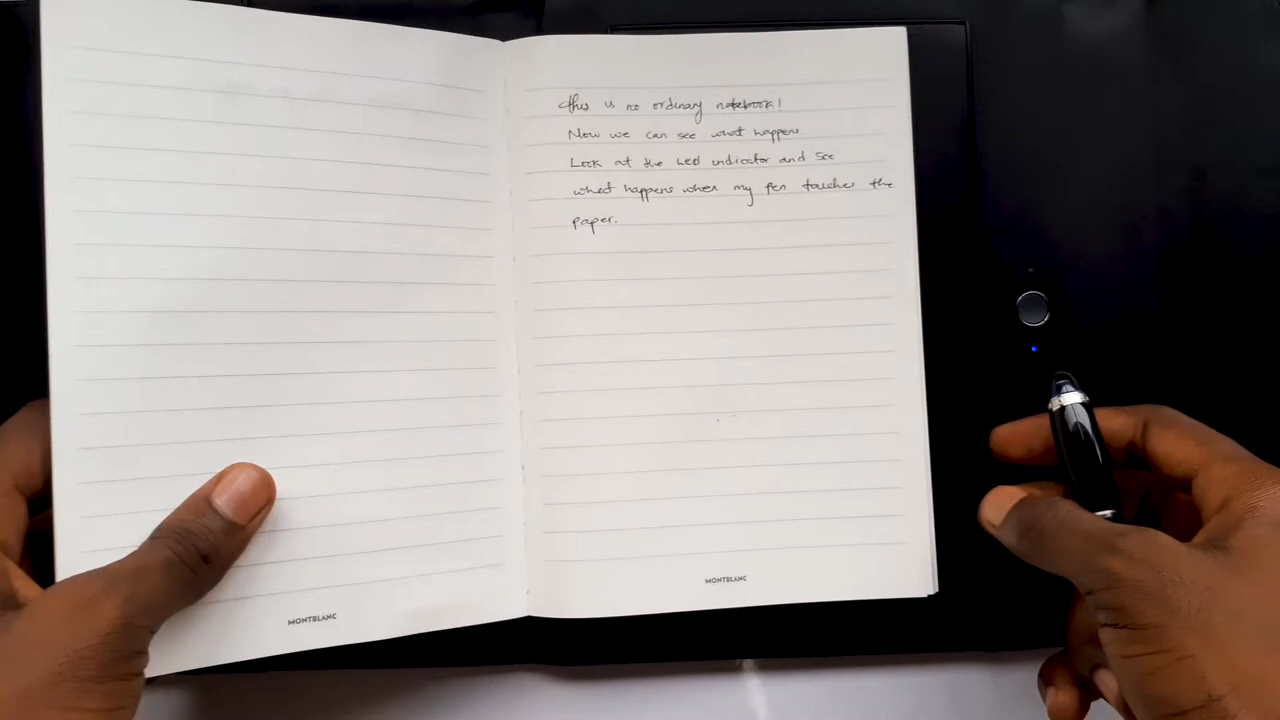 This is no ordinary notebook!
Now we can see what happens
Look at the led indicator and see
what happens when my pen touches the
paper.
MONTBLANC
MONTBLANC